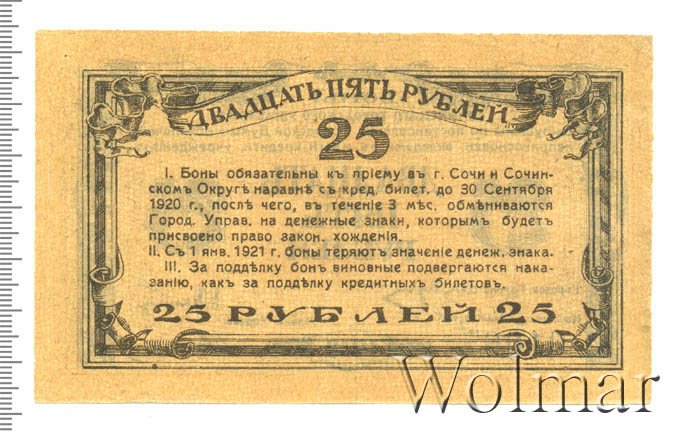 ДВАДЦАТЬ ПЯТЬ РУБЛЕЙ
25
I. Боны обязательны къ пріему въ г. Сочи и Сочин-
скомъ Округѣ наравнѣ съ кред. билет. до 30 Сентября
1920 г., послѣ чего, въ теченіе 3 мѣс. обмѣниваются
Город. Управ. на денежные знаки, которымъ будетъ
присвоено право закон. хожденія.
II. Съ 1 янв. 1921 г. боны теряютъ значеніе денеж. знака.
III. За поддѣлку бонъ виновные подвергаются нака-
занію, какъ за поддѣлку кредитныхъ билетовъ.
25 РУБЛЕЙ 25
Wolmar